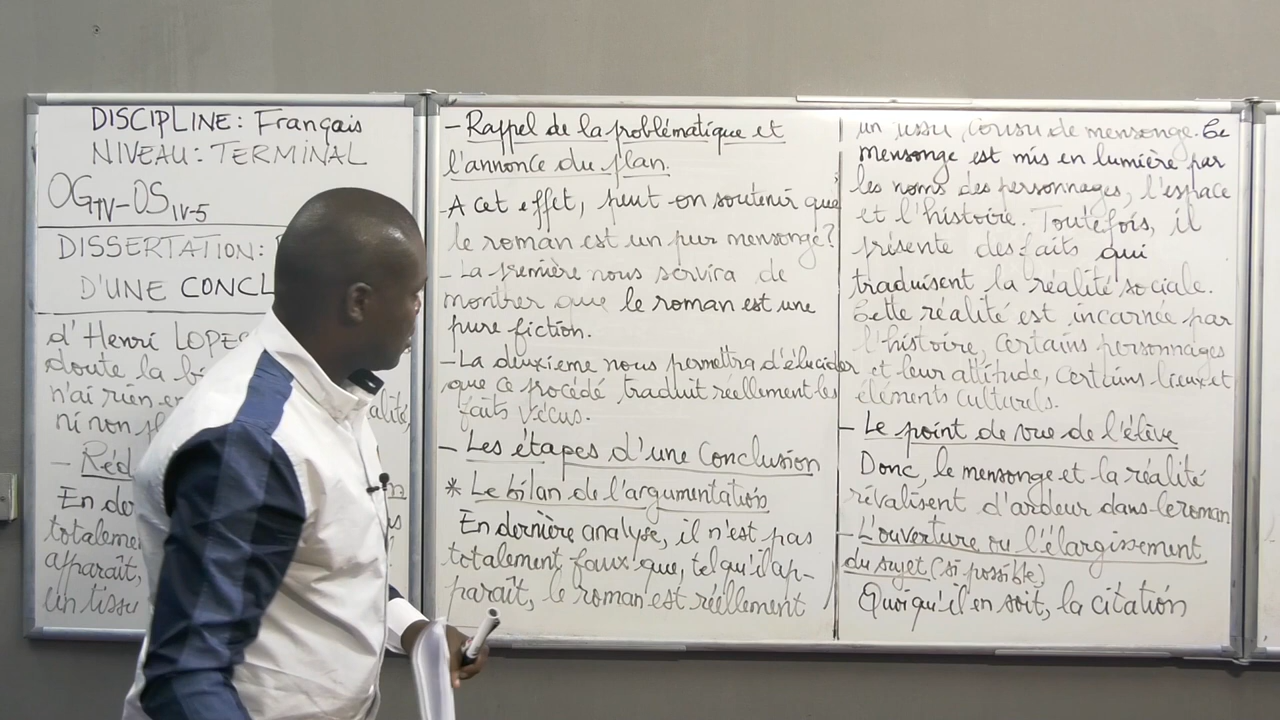 DISCIPLINE: Français
NIVEAU: TERMINAL
OGIV-OSIV-5
DISSERTATION:
D'UNE CONCL
d'Henri LOPES
doute la
n'ai rien
alité,
ni non
- Réd
En der
totaleme
apparaît,
un tissu
- Rappel de la problématique et
l'annonce du plan.
- A cet effet, peut-on soutenir que
le roman est un pur mensonge?
- La première nous servira de
montrer que le roman est une
pure fiction.
- La deuxième nous permettra d'élucider
que ce procédé traduit réellement les
faits vécus.
- Les étapes d'une Conclusion
* Le bilan de l'argumentation
En dernière analyse, il n'est pas
totalement faux que, tel qu'il ap-
paraît, le roman est réellement
un tissu cousu de mensonge. Ce
mensonge est mis en lumière par
les noms des personnages, l'espace
et l'histoire. Toutefois, il
présente des faits qui
traduisent la réalité sociale.
Cette réalité est incarnée par
l'histoire, certains personnages
et leur attitude, certains lieux et
éléments culturels.
- Le point de vue de l'élève
Donc, le mensonge et la réalité
rivalisent d'ardeur dans le roman
- L'ouverture ou l'élargissement
du sujet (si possible)
Quoiqu'il en soit, la citation